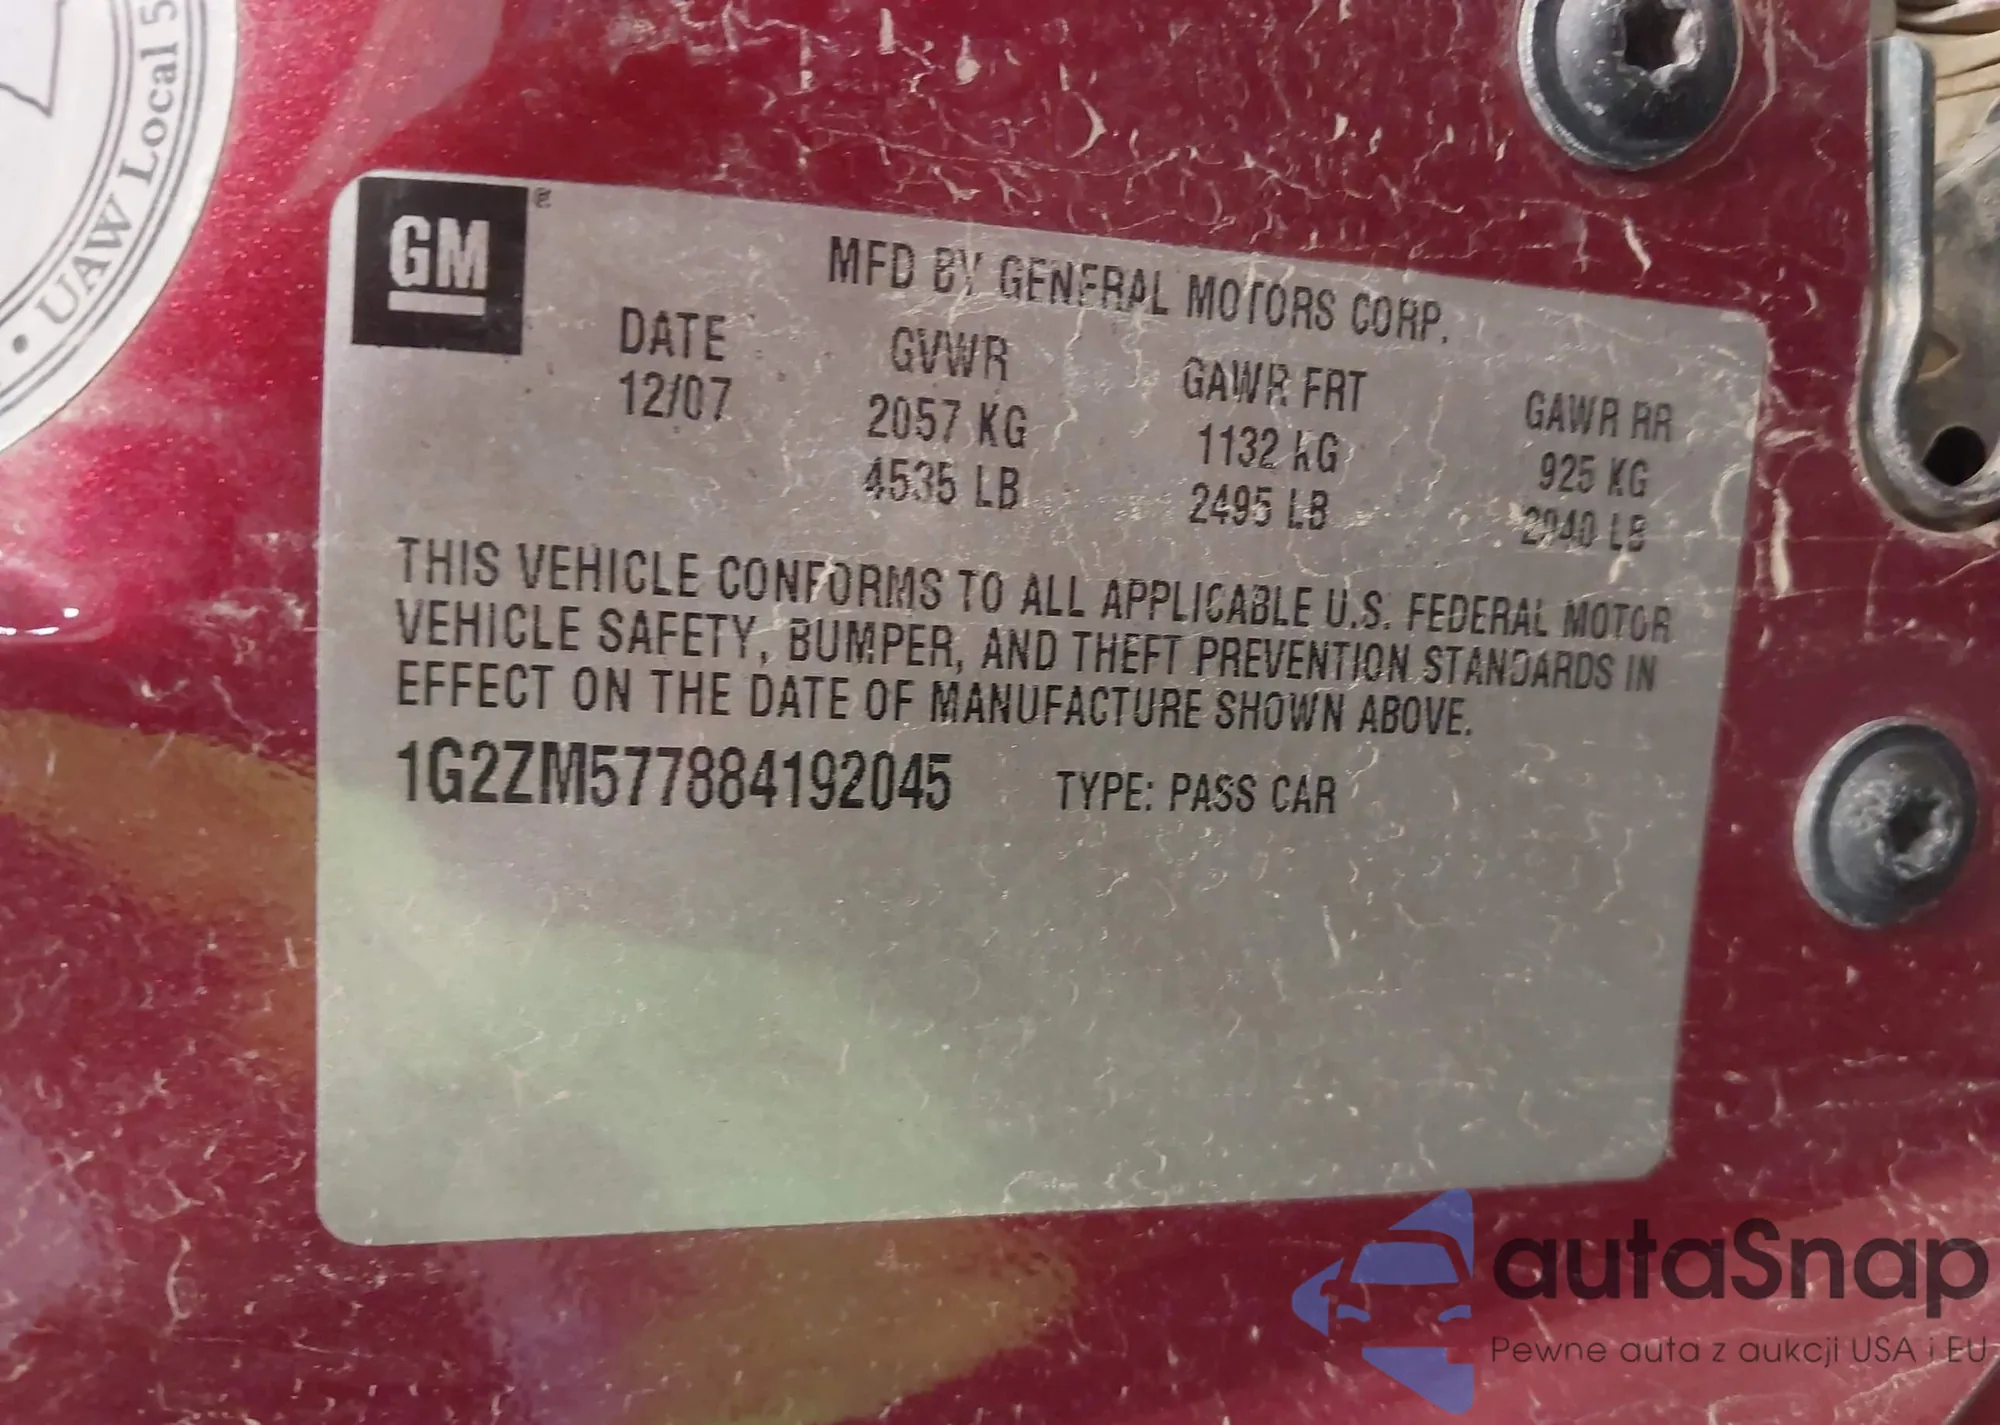 UAW Local 5
GM
MFD BY GENERAL MOTORS CORP.
DATE GVWR GAWR FRT GAWR RR
12/07 2057 KG 1132 KG 925 KG
4535 LB 2495 LB 2040 LB
THIS VEHICLE CONFORMS TO ALL APPLICABLE U.S. FEDERAL MOTOR
VEHICLE SAFETY, BUMPER, AND THEFT PREVENTION STANDARDS IN
EFFECT ON THE DATE OF MANUFACTURE SHOWN ABOVE.
1G2ZM577884192045 TYPE: PASS CAR
autaSnap
Pewne auta z aukcji USA i EU